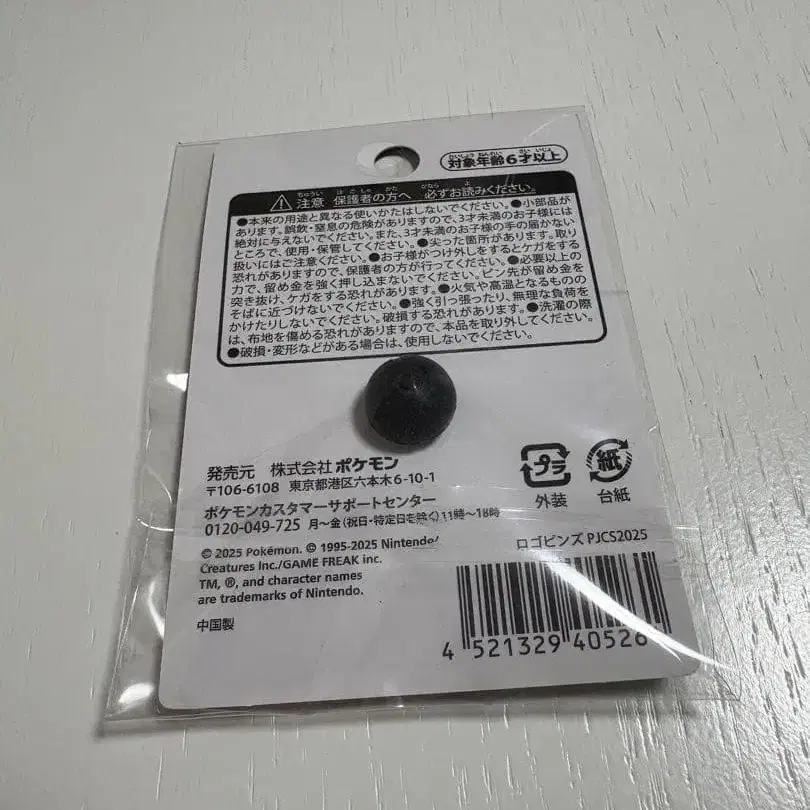 対象年齢6才以上
注意 保護者の方へ 必ずお読みください。
●本来の用途と異なる使いかたはしないでください。●小部品が
あります。誤飲・窒息の危険がありますので、3才未満のお子様には
絶対に与えないでください。また、3才未満のお子様の手の届かない
ところで、使用・保管してください。●尖った箇所があります。取り
扱いにはご注意ください。●お子様がつけ外しをするとケガをする
恐れがありますので、保護者の方が行ってください。●必要以上の
力で、留め金を強く押し込まないでください。ピン先が留め金を
突き抜け、ケガをする恐れがあります。●火気や高温となるものの
そばに近づけないでください。●強く引っ張ったり、無理な負荷を
かけたりしないでください。破損する恐れがあります。●洗濯の際
は、布地を傷める恐れがありますので、本品を取り外してください。
●破損・変形などがある場合は、使用しないでください。
発売元 株式会社ポケモン
〒106-6108 東京都港区六本木6-10-1
ポケモンカスタマーサポートセンター
0120-049-725 月～金(祝日・特定日を除く)11時～18時
© 2025 Pokémon. © 1995-2025 Nintendo/
Creatures Inc./GAME FREAK inc.
TM, ®, and character names
are trademarks of Nintendo.
中国製
プラ
外装
紙
台紙
ロゴピンズ PJCS2025
4 521329 40526